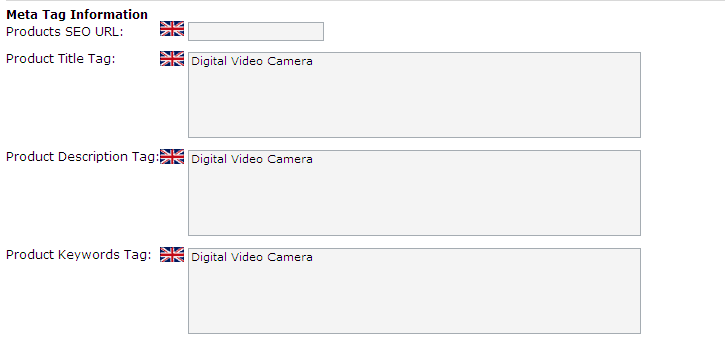 Meta Tag Information
Products SEO URL:
Product Title Tag: Digital Video Camera
Product Description Tag: Digital Video Camera
Product Keywords Tag: Digital Video Camera